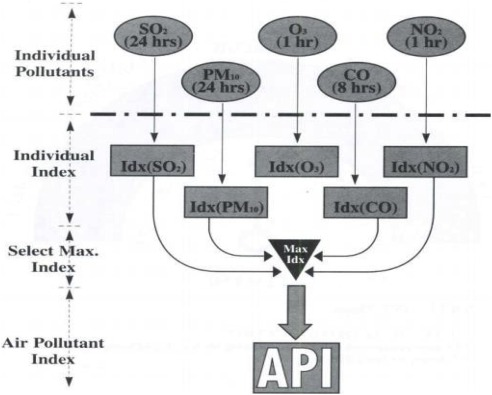 SO₂
(24 hrs)
O₃
(1 hr)
NO₂
(1 hr)
Individual
Pollutants
PM₁₀
(24 hrs)
CO
(8 hrs)
Individual
Index
Idx(SO₂)
Idx(O₃)
Idx(NO₂)
Idx(PM₁₀)
Idx(CO)
Select Max.
Index
Max
Idx
Air Pollutant
Index
API